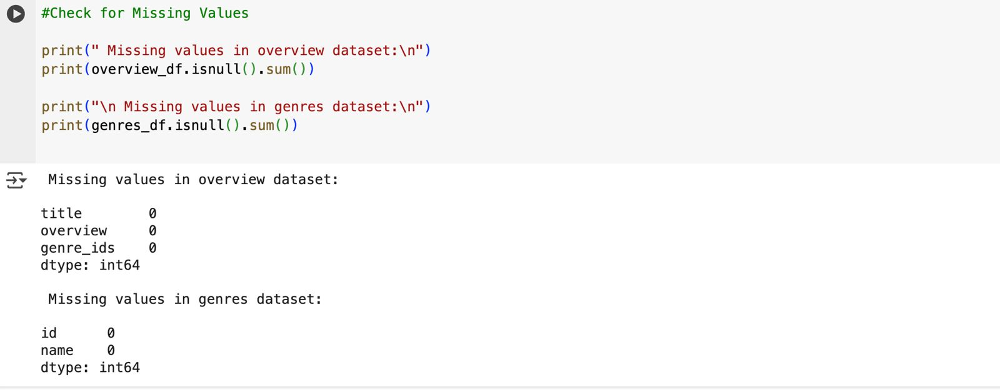 #Check for Missing Values
print(" Missing values in overview dataset:\n")
print(overview_df.isnull().sum())
print("\n Missing values in genres dataset:\n")
print(genres_df.isnull().sum())
Missing values in overview dataset:
title        0
overview     0
genre_ids    0
dtype: int64
Missing values in genres dataset:
id      0
name    0
dtype: int64